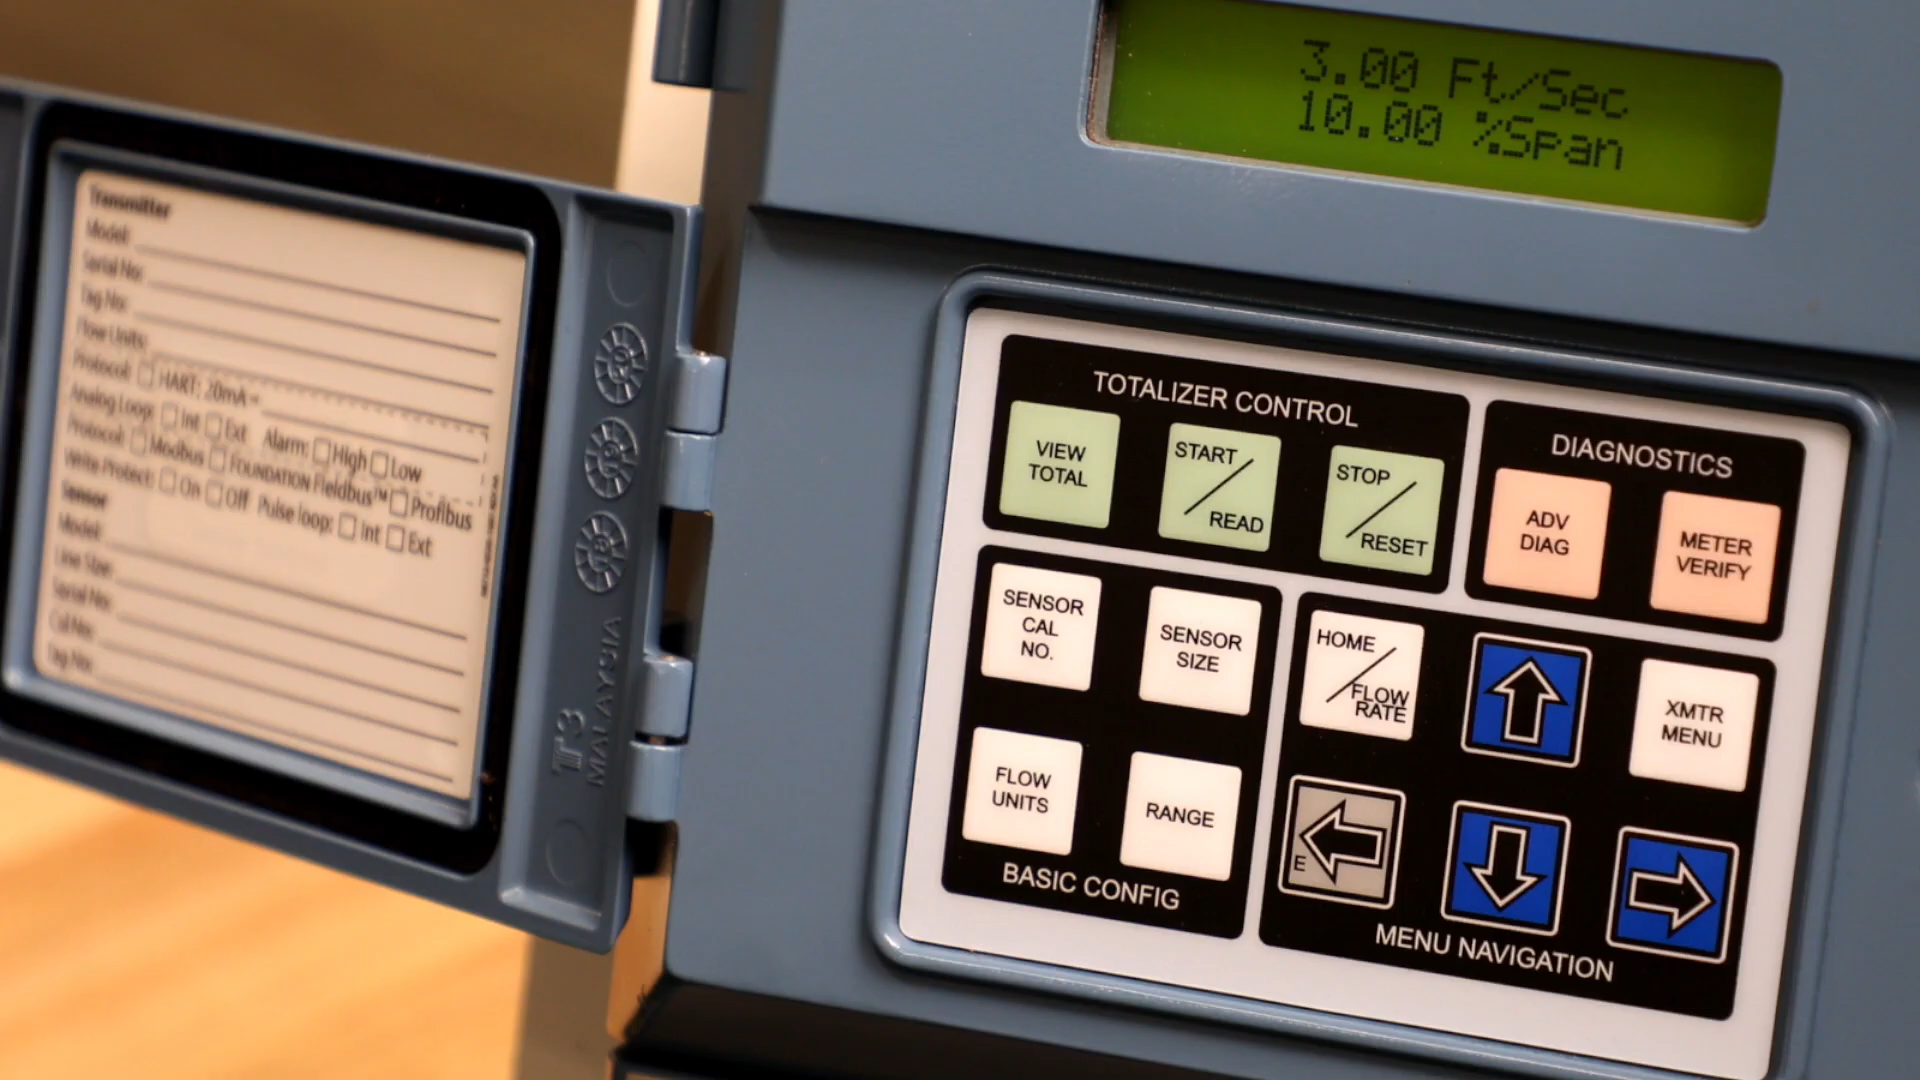 3.00 Ft/Sec
10.00 %Span
Transmitter
Model:
Serial No:
Tag No:
Flow Units:
Protocol: HART: 20mA =
Analog Loop: Int Ext Alarm: High Low
Protocol: Modbus FOUNDATION Fieldbus™ Profibus
Write Protect: On Off Pulse loop: Int Ext
Sensor
Model:
Line Size:
Serial No:
Cal No:
Tag No:
T3
MALAYSIA
TOTALIZER CONTROL
VIEW
TOTAL
START
READ
STOP
RESET
DIAGNOSTICS
ADV
DIAG
METER
VERIFY
SENSOR
CAL
NO.
SENSOR
SIZE
FLOW
UNITS
RANGE
BASIC CONFIG
HOME
FLOW
RATE
XMTR
MENU
E
MENU NAVIGATION